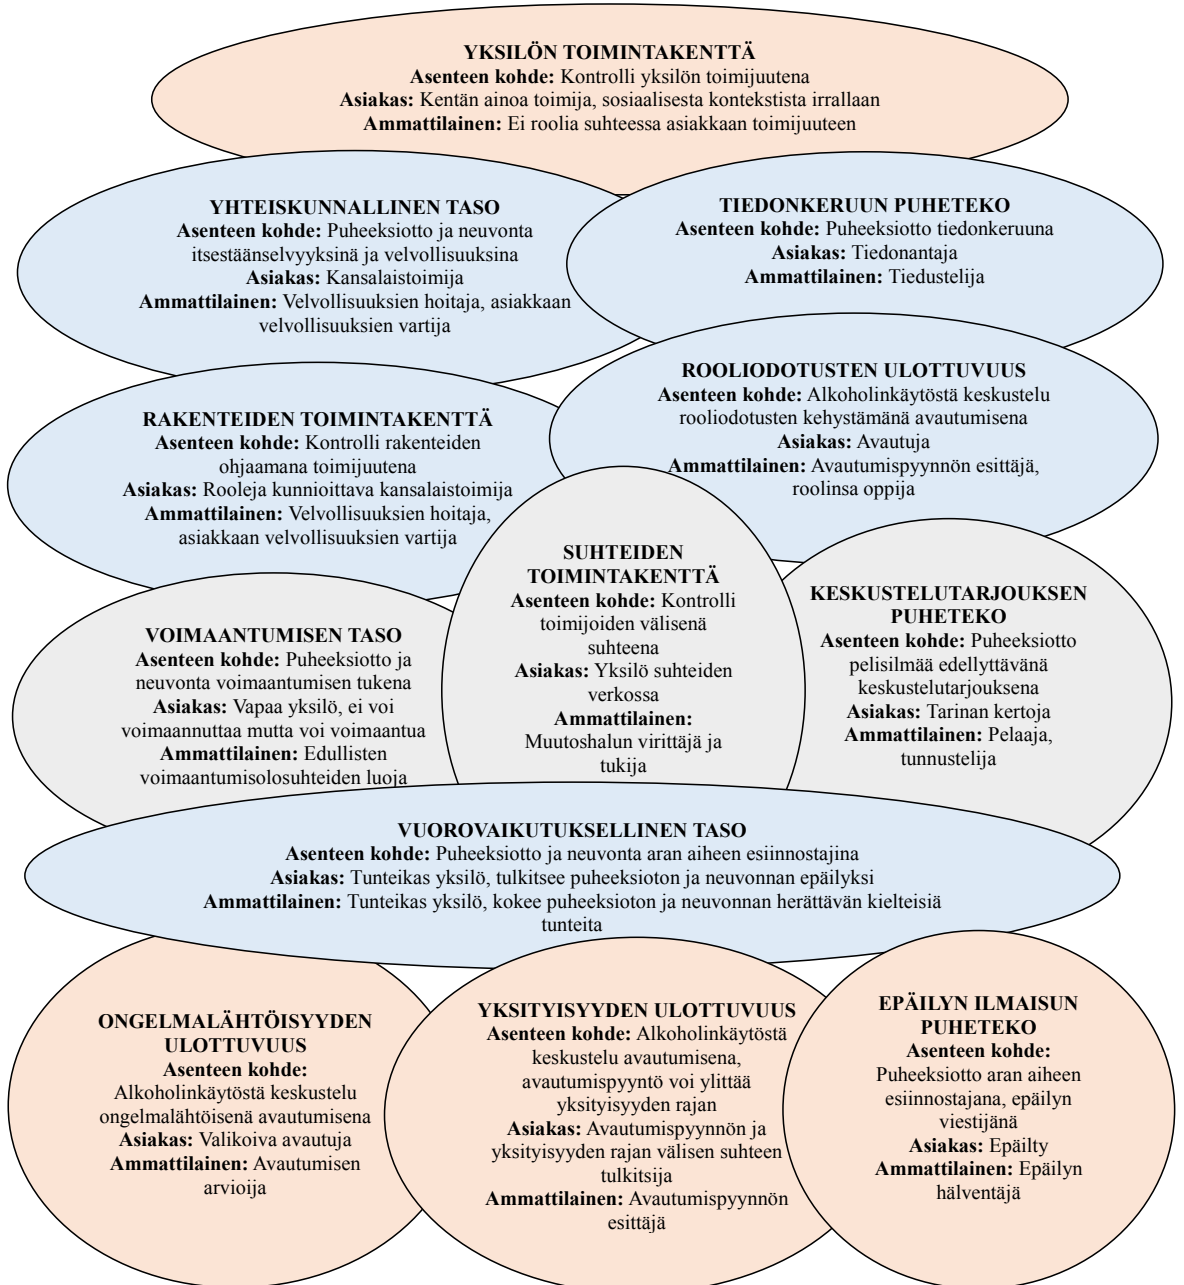 YKSILÖN TOIMINTAKENTTÄ
Asenteen kohde: Kontrolli yksilön toimijuutena
Asiakas: Kentän ainoa toimija, sosiaalisesta kontekstista irrallaan
Ammattilainen: Ei roolia suhteessa asiakkaan toimijuuteen
YHTEISKUNNALLINEN TASO
Asenteen kohde: Puheeksiotto ja neuvonta
itsestäänselvyyksinä ja velvollisuuksina
Asiakas: Kansalaistoimija
Ammattilainen: Velvollisuuksien hoitaja, asiakkaan
velvollisuuksien vartija
TIEDONKERUUN PUHETEKO
Asenteen kohde: Puheeksiotto tiedonkeruuna
Asiakas: Tiedonantaja
Ammattilainen: Tiedustelija
RAKENTEIDEN TOIMINTAKENTTÄ
Asenteen kohde: Kontrolli rakenteiden
ohjaamana toimijuutena
Asiakas: Rooleja kunnioittava kansalaistoimija
Ammattilainen: Velvollisuuksien hoitaja,
asiakkaan velvollisuuksien vartija
ROOLIODOTUSTEN ULOTTUVUUS
Asenteen kohde: Alkoholinkäytöstä keskustelu
rooliodotusten kehystämänä avautumisena
Asiakas: Avautuja
Ammattilainen: Avautumispyynnön esittäjä,
roolinsa oppija
VOIMAANTUMISEN TASO
Asenteen kohde: Puheeksiotto ja
neuvonta voimaantumisen tukena
Asiakas: Vapaa yksilö, ei voi
voimaannuttaa mutta voi voimaantua
Ammattilainen: Edullisten
voimaantumisolosuhteiden luoja
SUHTEIDEN
TOIMINTAKENTTÄ
Asenteen kohde: Kontrolli
toimijoiden välisenä
suhteena
Asiakas: Yksilö suhteiden
verkossa
Ammattilainen:
Muutoshalun virittäjä ja
tukija
KESKUSTELUTARJOUKSEN
PUHETEKO
Asenteen kohde: Puheeksiotto
pelisilmää edellyttävänä
keskustelutarjouksena
Asiakas: Tarinan kertoja
Ammattilainen: Pelaaja,
tunnustelija
VUOROVAIKUTUKSELLINEN TASO
Asenteen kohde: Puheeksiotto ja neuvonta aran aiheen esiinnostajina
Asiakas: Tunteikas yksilö, tulkitsee puheeksioton ja neuvonnan epäilyksi
Ammattilainen: Tunteikas yksilö, kokee puheeksioton ja neuvonnan herättävän kielteisiä
tunteita
ONGELMALÄHTÖISYYDEN
ULOTTUVUUS
Asenteen kohde:
Alkoholinkäytöstä keskustelu
ongelmalähtöisenä avautumisena
Asiakas: Valikoiva avautuja
Ammattilainen: Avautumisen
arvioija
YKSITYISYYDEN ULOTTUVUUS
Asenteen kohde: Alkoholinkäytöstä
keskustelu avautumisena,
avautumispyyntö voi ylittää
yksityisyyden rajan
Asiakas: Avautumispyynnön ja
yksityisyyden rajan välisen suhteen
tulkitsija
Ammattilainen: Avautumispyynnön
esittäjä
EPÄILYN ILMAISUN
PUHETEKO
Asenteen kohde:
Puheeksiotto aran aiheen
esiinnostajana, epäilyn
viestijänä
Asiakas: Epäilty
Ammattilainen: Epäilyn
hälventäjä